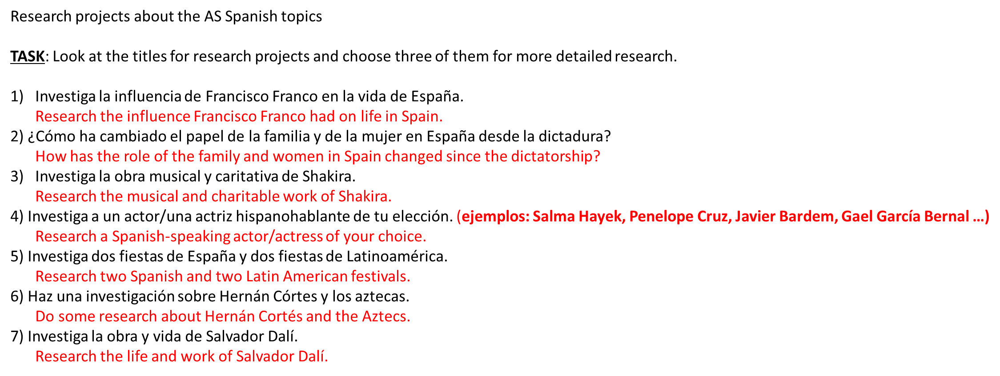 Research projects about the AS Spanish topics
TASK: Look at the titles for research projects and choose three of them for more detailed research.
1) Investiga la influencia de Francisco Franco en la vida de España.
Research the influence Francisco Franco had on life in Spain.
2) ¿Cómo ha cambiado el papel de la familia y de la mujer en España desde la dictadura?
How has the role of the family and women in Spain changed since the dictatorship?
3) Investiga la obra musical y caritativa de Shakira.
Research the musical and charitable work of Shakira.
4) Investiga a un actor/una actriz hispanohablante de tu elección. (ejemplos: Salma Hayek, Penelope Cruz, Javier Bardem, Gael García Bernal ...)
Research a Spanish-speaking actor/actress of your choice.
5) Investiga dos fiestas de España y dos fiestas de Latinoamérica.
Research two Spanish and two Latin American festivals.
6) Haz una investigación sobre Hernán Córtes y los aztecas.
Do some research about Hernán Cortés and the Aztecs.
7) Investiga la obra y vida de Salvador Dalí.
Research the life and work of Salvador Dalí.